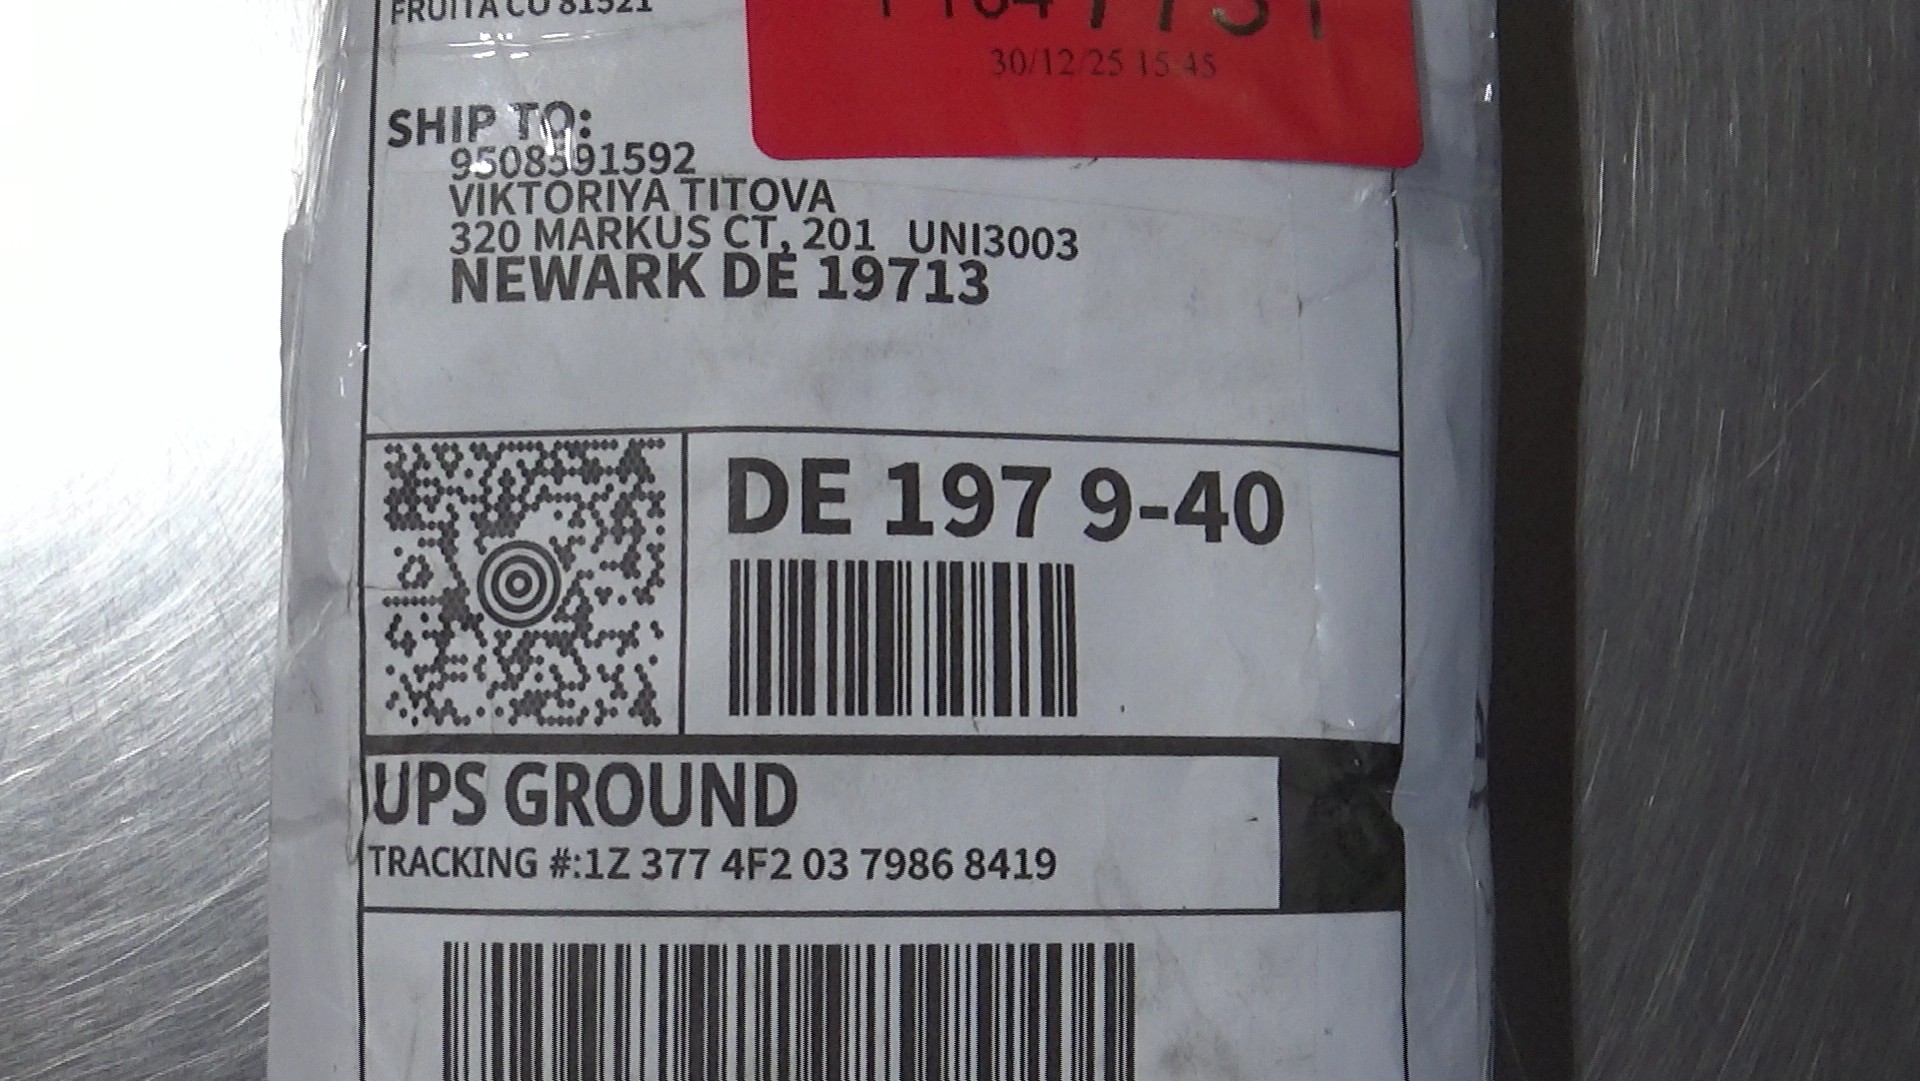 FRUITA CO 81521
30/12/25 15:45
SHIP TO:
9508591592
VIKTORIYA TITOVA
320 MARKUS CT, 201 UNI3003
NEWARK DE 19713
DE 197 9-40
UPS GROUND
TRACKING #:1Z 377 4F2 03 7986 8419